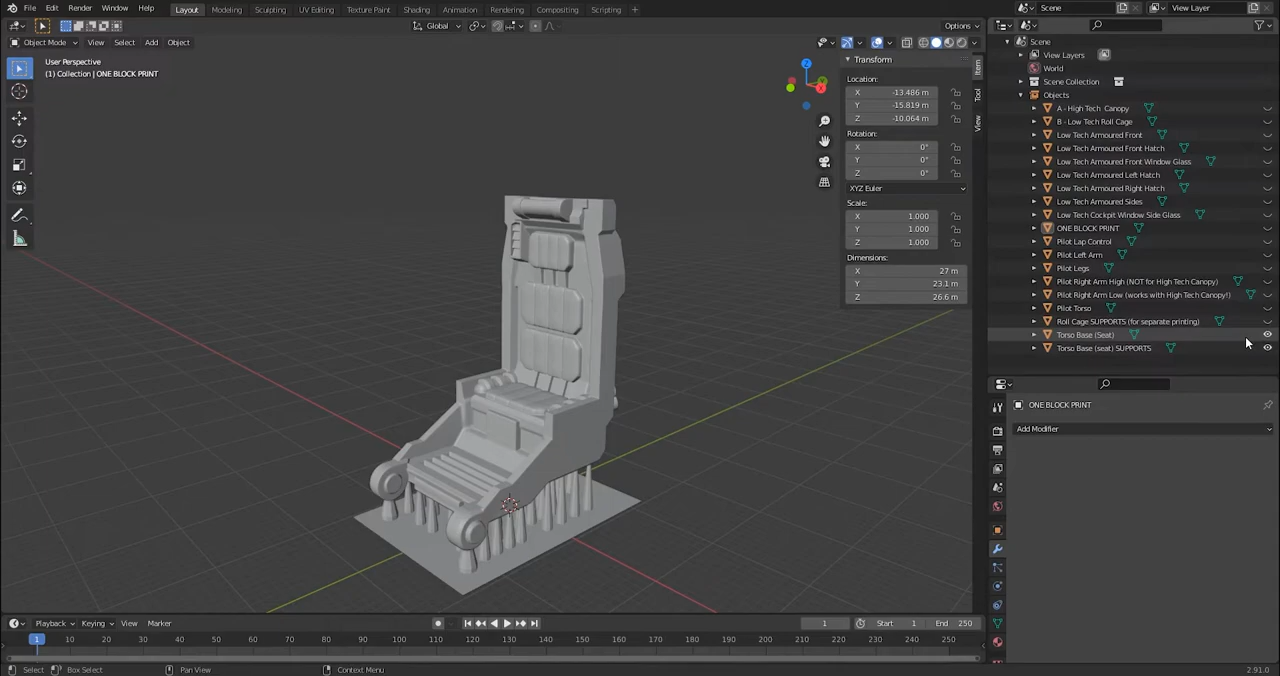 File Edit Render Window Help Layout Modeling Sculpting UV Editing Texture Paint Shading Animation Rendering Compositing Scripting + Scene View Layer
Global Options
Object Mode View Select Add Object
User Perspective
(1) Collection | ONE BLOCK PRINT
Z
Y
X
Transform
Location:
X -13.486 m
Y -15.819 m
Z -10.064 m
Rotation:
X 0°
Y 0°
Z 0°
XYZ Euler
Scale:
X 1.000
Y 1.000
Z 1.000
Dimensions:
X 27 m
Y 23.1 m
Z 26.6 m
Item
Tool
View
Scene
View Layers
World
Scene Collection
Objects
A - High Tech Canopy
B - Low Tech Roll Cage
Low Tech Armoured Front
Low Tech Armoured Front Hatch
Low Tech Armoured Front Window Glass
Low Tech Armoured Left Hatch
Low Tech Armoured Right Hatch
Low Tech Armoured Sides
Low Tech Cockpit Window Side Glass
ONE BLOCK PRINT
Pilot Lap Control
Pilot Left Arm
Pilot Legs
Pilot Right Arm High (NOT for High Tech Canopy)
Pilot Right Arm Low (works with High Tech Canopy!)
Pilot Torso
Roll Cage SUPPORTS (for separate printing)
Torso Base (Seat)
Torso Base (seat) SUPPORTS
ONE BLOCK PRINT
Add Modifier
Playback Keying View Marker 1 Start 1 End 250
1 10 20 30 40 50 60 70 80 90 100 110 120 130 140 150 160 170 180 190 200 210 220 230 240 250
Select Box Select Pan View Context Menu 2.91.0